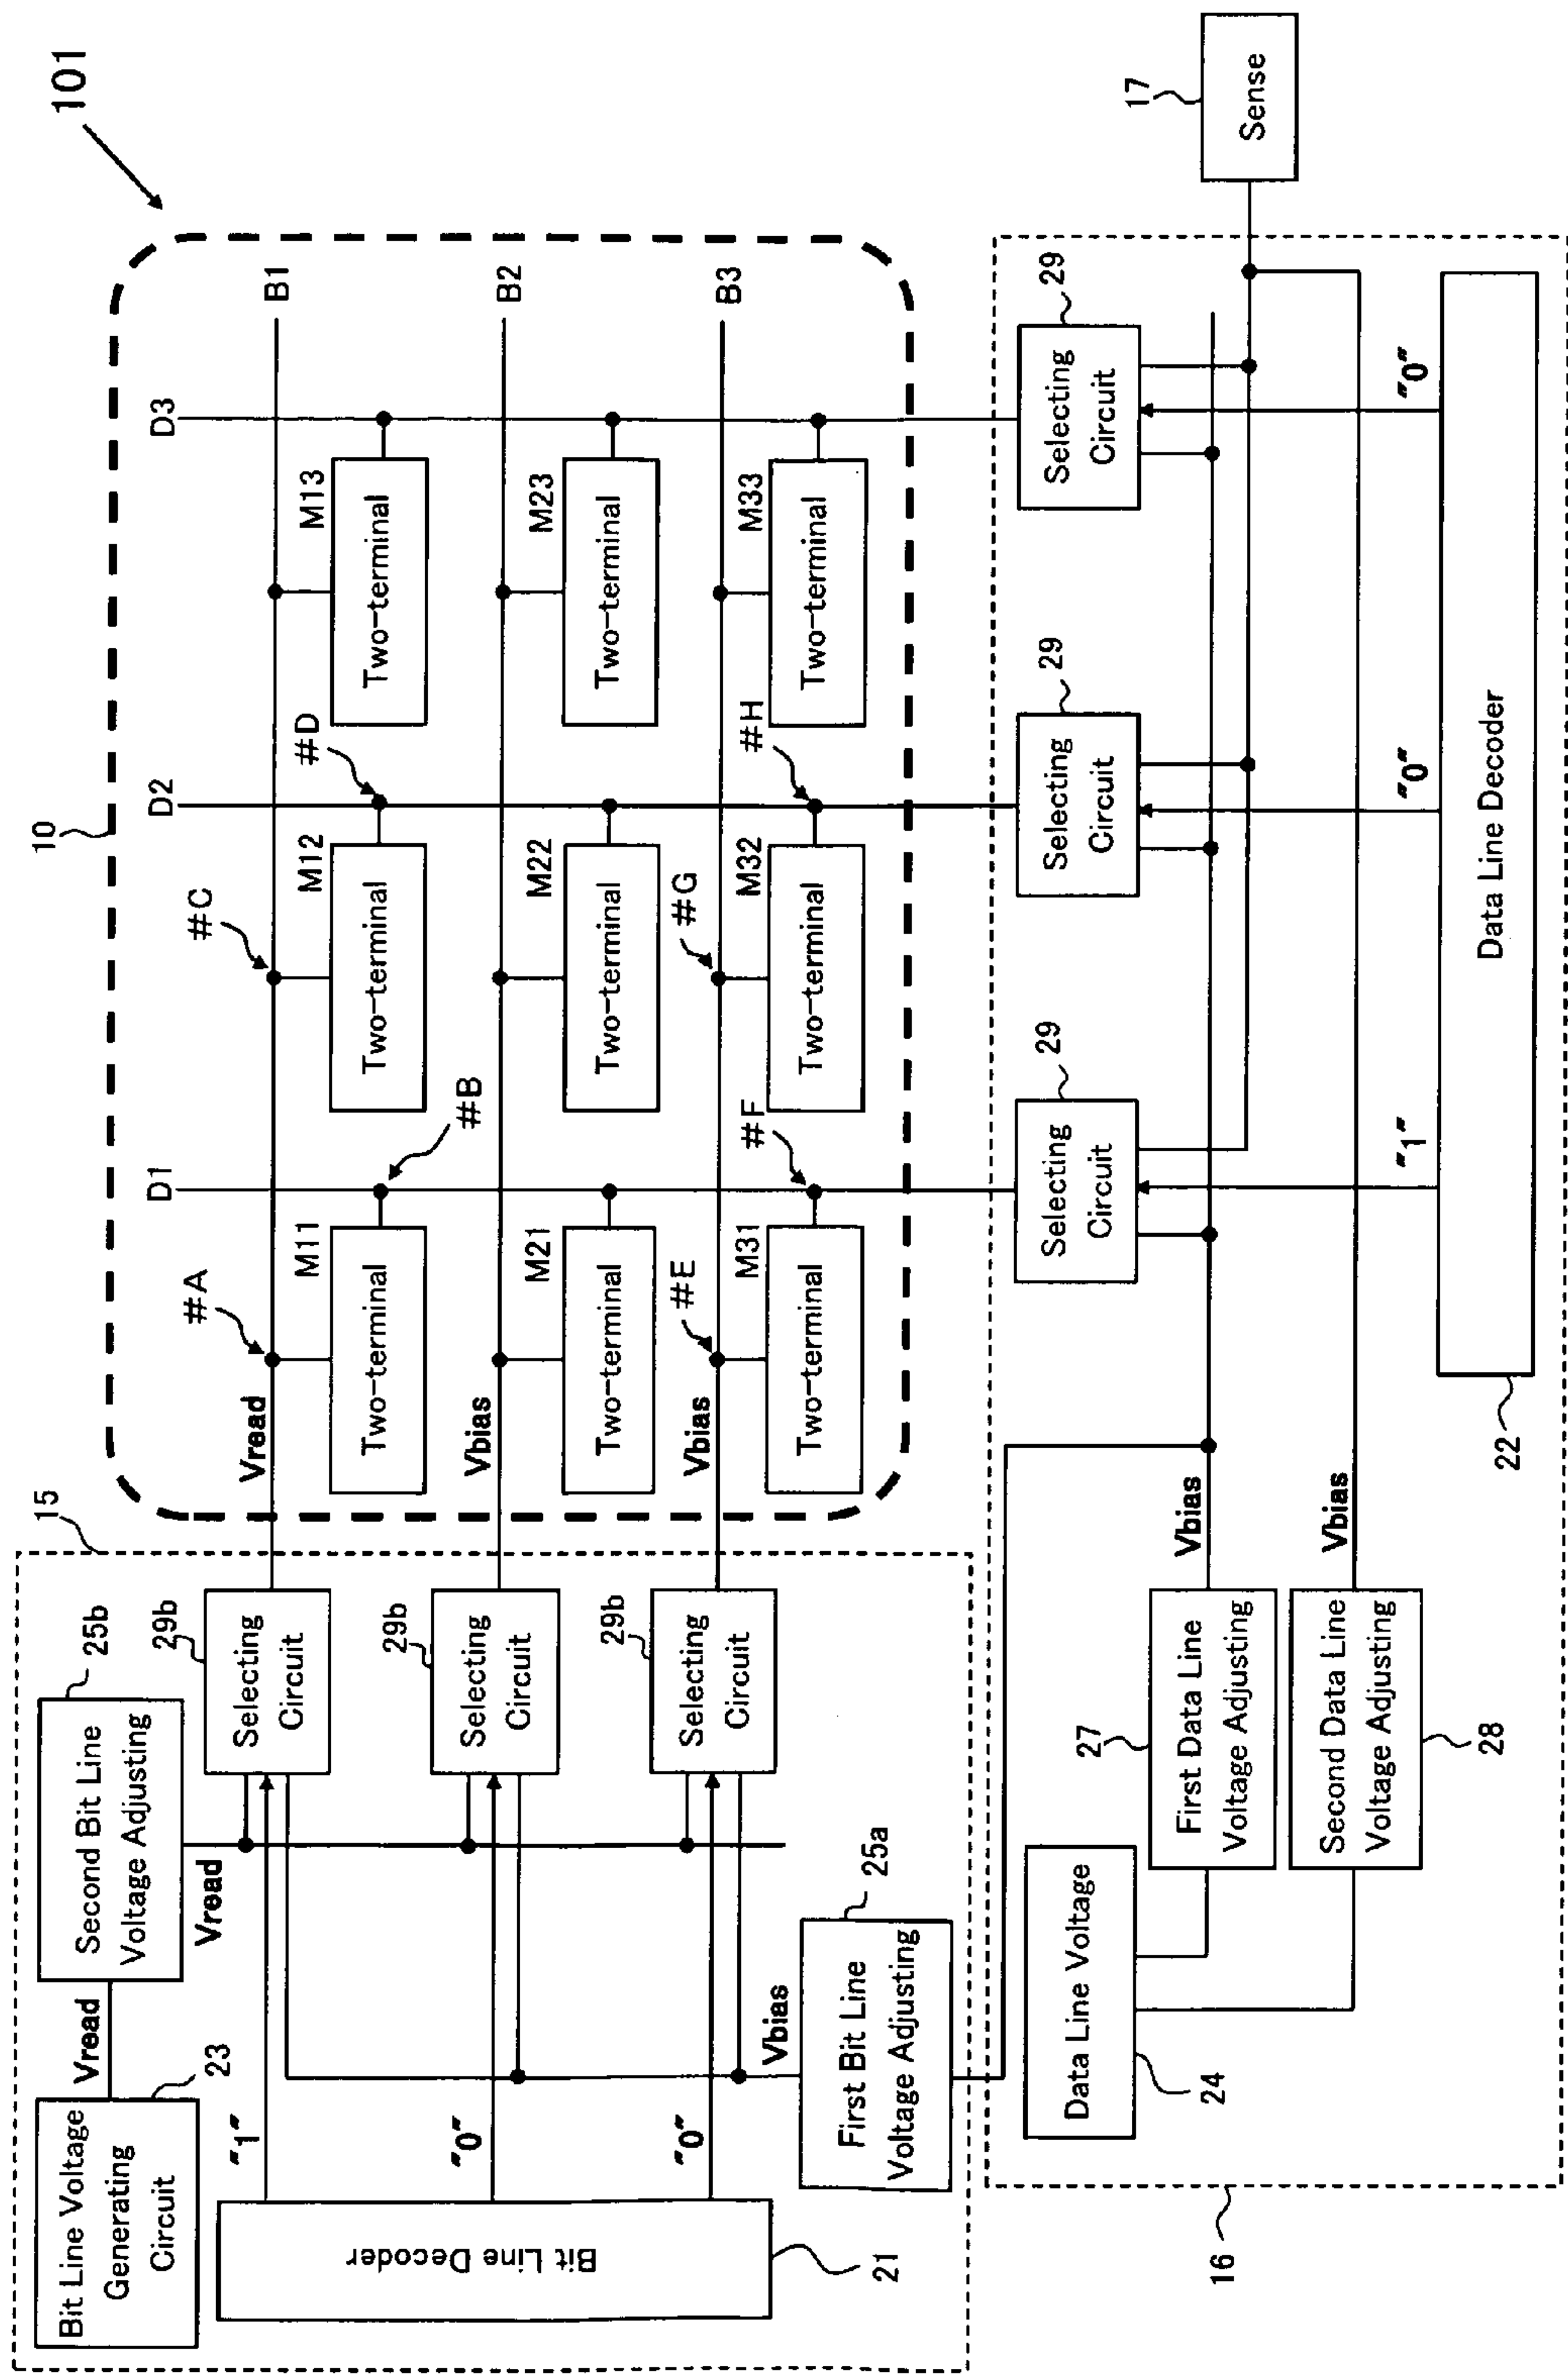 101
10
D1
D2
D3
B1
B2
B3
15
Bit Line Voltage
Generating
Circuit
23
Vread
Second Bit Line
Voltage Adjusting
25b
Vread
Bit Line Decoder
21
"1"
"0"
"0"
Selecting
Circuit
29b
Selecting
Circuit
29b
Selecting
Circuit
29b
Vbias
First Bit Line
Voltage Adjusting
25a
Vread
Vbias
Vbias
#A
#B
#C
#D
#E
#F
#G
#H
M11
Two-terminal
M12
Two-terminal
M13
Two-terminal
M21
Two-terminal
M22
Two-terminal
M23
Two-terminal
M31
Two-terminal
M32
Two-terminal
M33
Two-terminal
16
Data Line Voltage
24
First Data Line
Voltage Adjusting
27
Second Data Line
Voltage Adjusting
28
Vbias
Vbias
Selecting
Circuit
29
Selecting
Circuit
29
Selecting
Circuit
29
"1"
"0"
"0"
Data Line Decoder
22
Sense
17